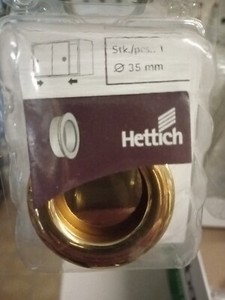 Stk./pcs.: 1
Ø 35 mm
Hettich